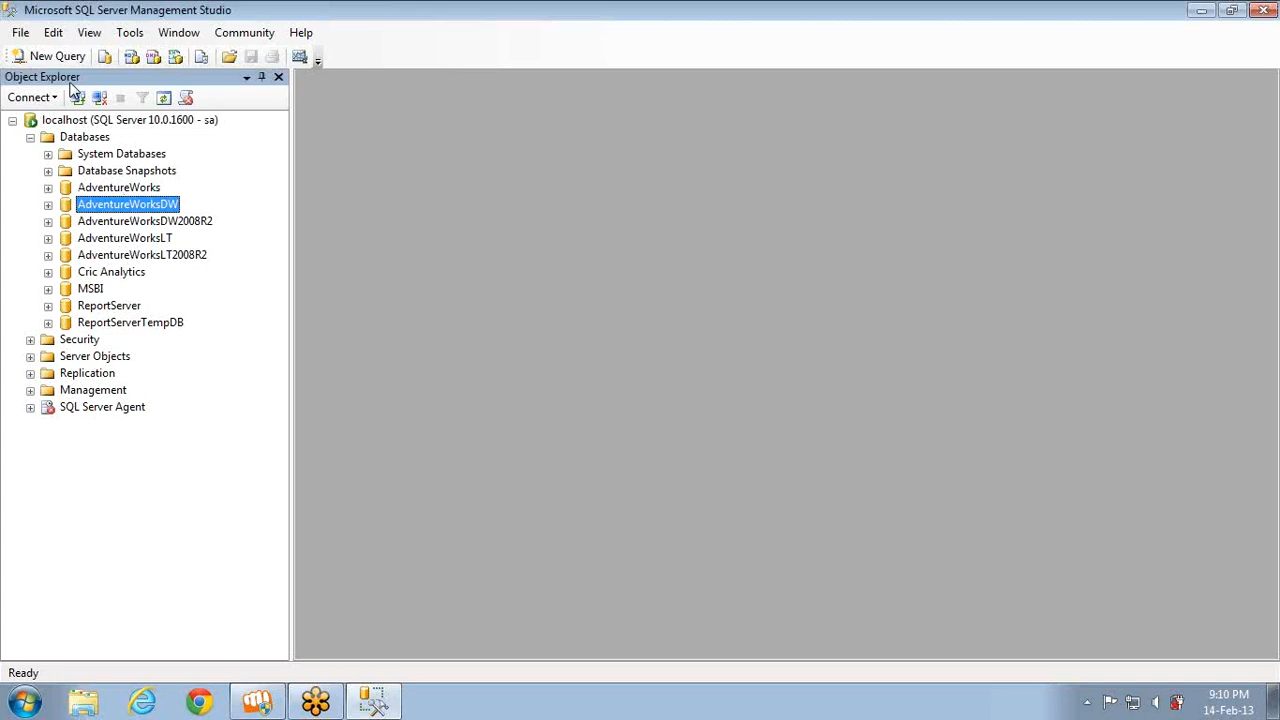 Microsoft SQL Server Management Studio
File Edit View Tools Window Community Help
New Query
Object Explorer
Connect
localhost (SQL Server 10.0.1600 - sa)
Databases
System Databases
Database Snapshots
AdventureWorks
AdventureWorksDW
AdventureWorksDW2008R2
AdventureWorksLT
AdventureWorksLT2008R2
Cric Analytics
MSBI
ReportServer
ReportServerTempDB
Security
Server Objects
Replication
Management
SQL Server Agent
Ready
9:10 PM
14-Feb-13